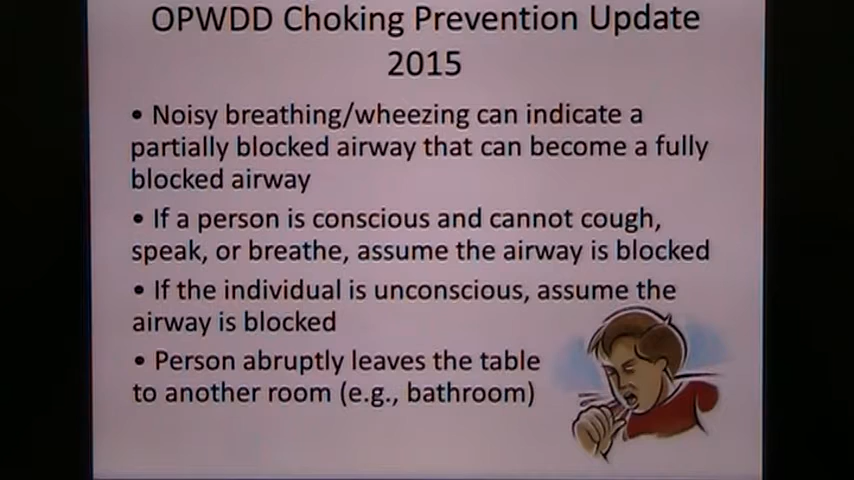 OPWDD Choking Prevention Update
2015
• Noisy breathing/wheezing can indicate a
partially blocked airway that can become a fully
blocked airway
• If a person is conscious and cannot cough,
speak, or breathe, assume the airway is blocked
• If the individual is unconscious, assume the
airway is blocked
• Person abruptly leaves the table
to another room (e.g., bathroom)